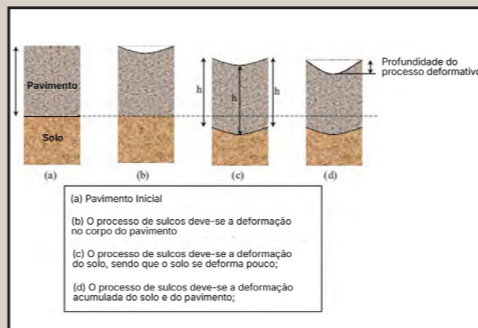 Pavimento
Solo
h
h
h
Profundidade do
processo deformativo
(a)
(b)
(c)
(d)
(a) Pavimento Inicial
(b) O processo de sulcos deve-se a deformação
no corpo do pavimento
(c) O processo de sulcos deve-se a deformação
do solo, sendo que o solo se deforma pouco;
(d) O processo de sulcos deve-se a deformação
acumulada do solo e do pavimento;